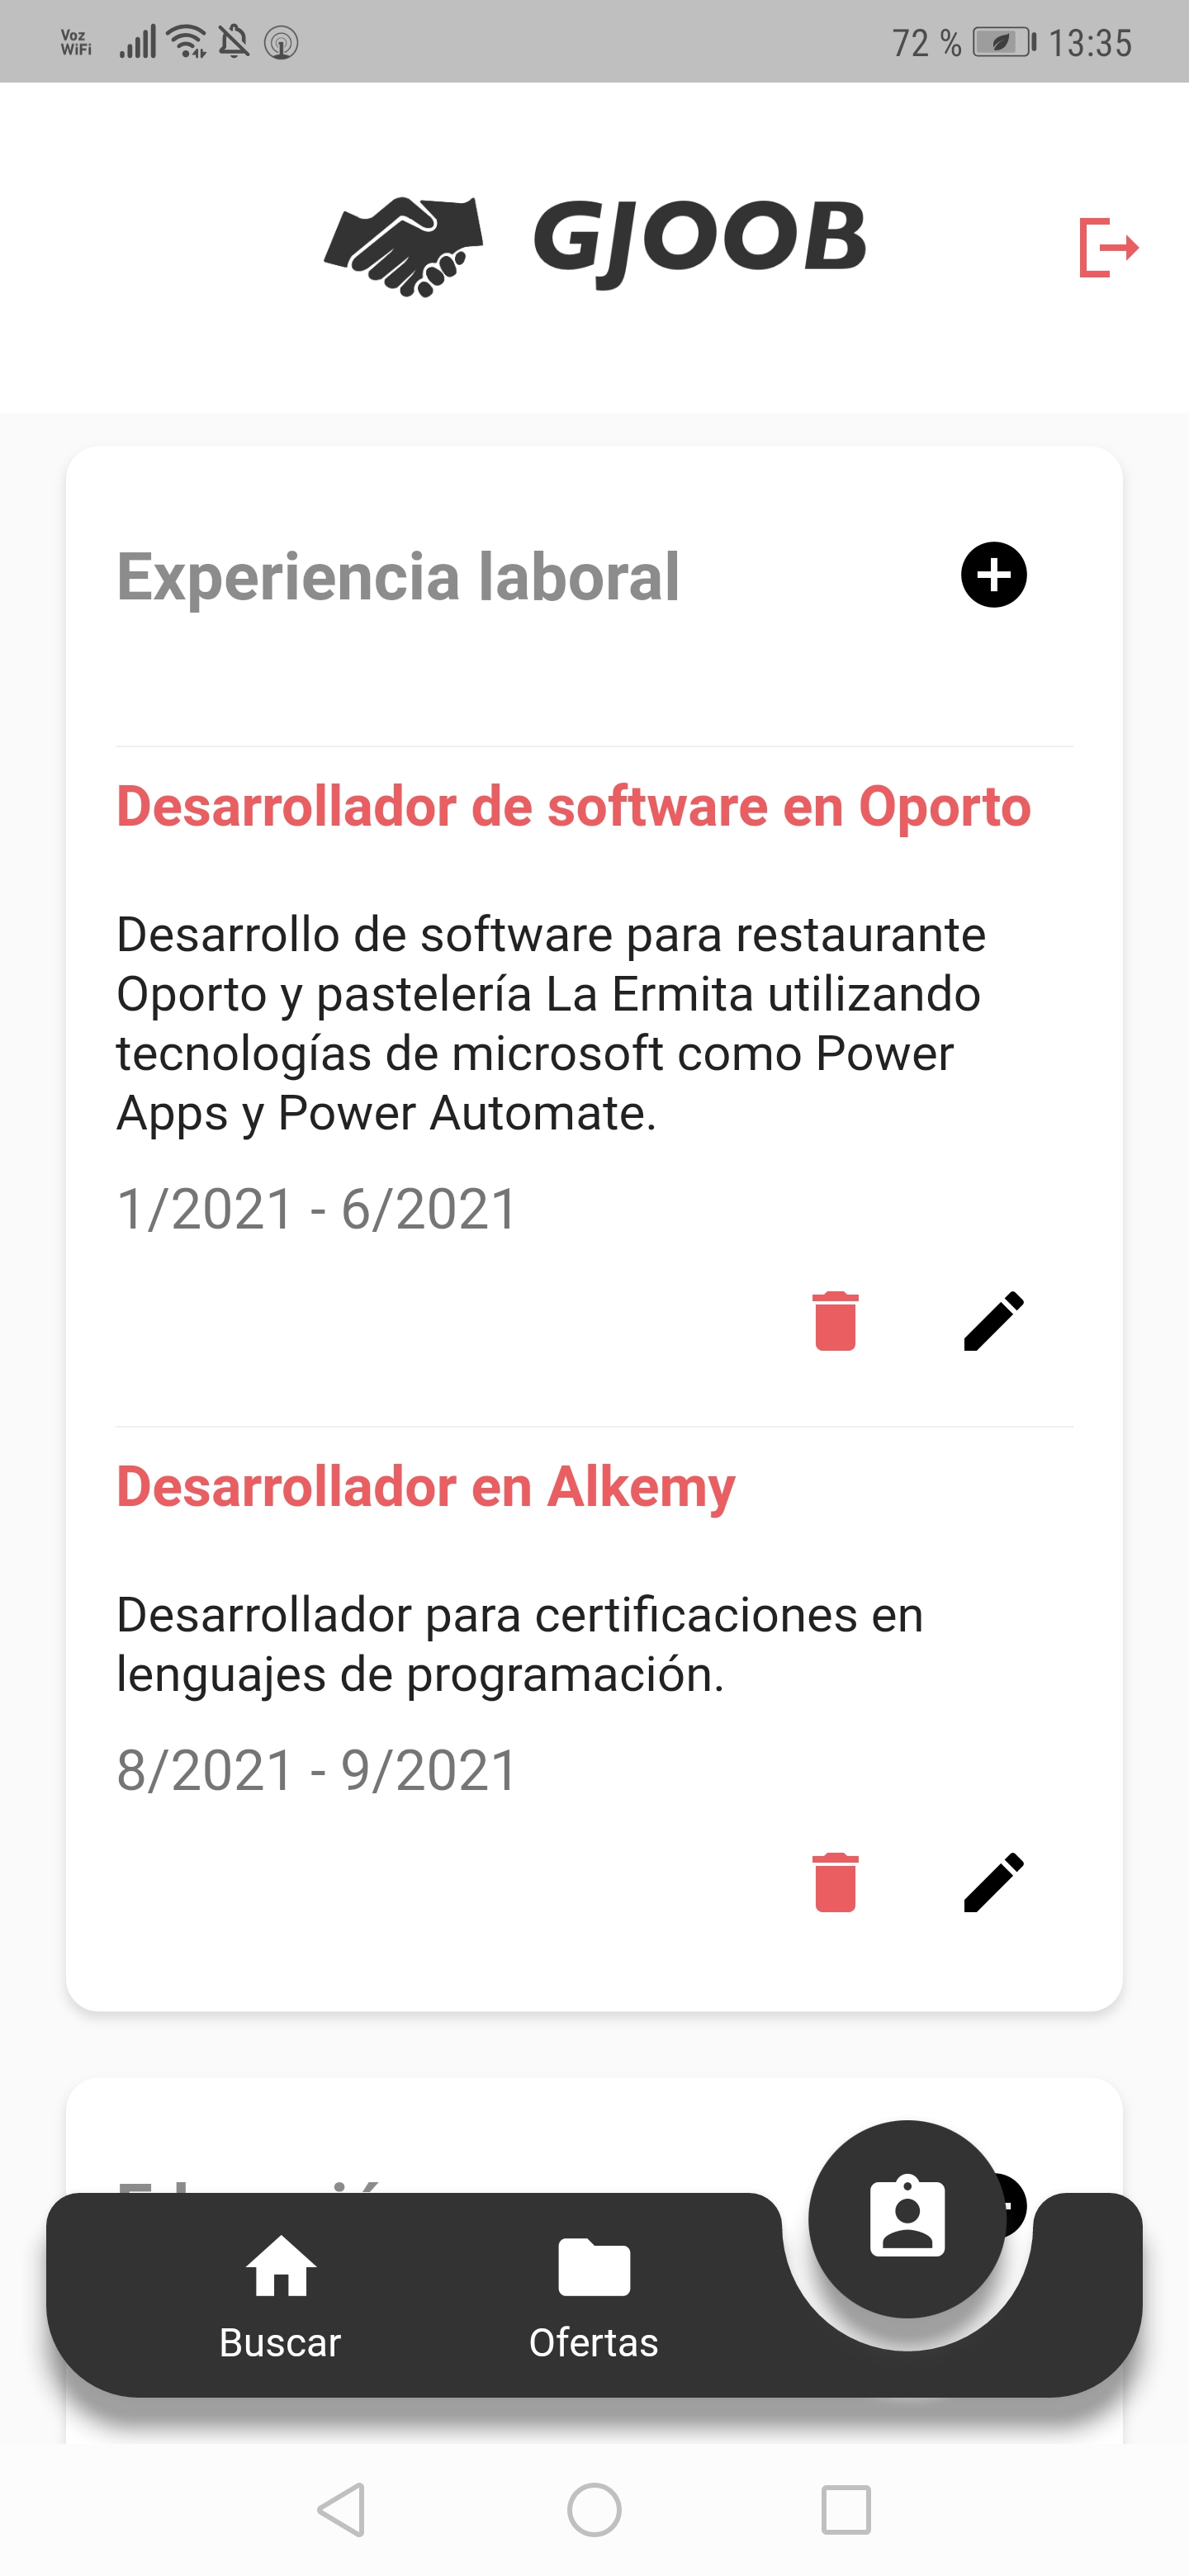 Voz
WiFi
72 %
13:35
GJOOB
Experiencia laboral
Desarrollador de software en Oporto
Desarrollo de software para restaurante
Oporto y pastelería La Ermita utilizando
tecnologías de microsoft como Power
Apps y Power Automate.
1/2021 - 6/2021
Desarrollador en Alkemy
Desarrollador para certificaciones en
lenguajes de programación.
8/2021 - 9/2021
Buscar
Ofertas